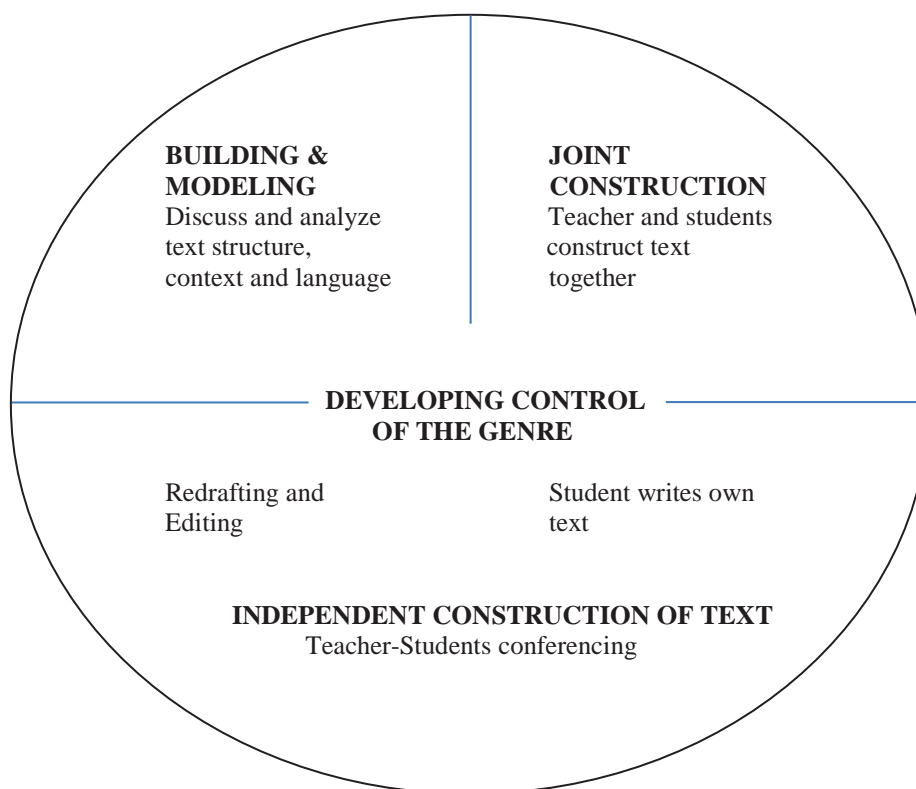 BUILDING &
MODELING
Discuss and analyze
text structure,
context and language
JOINT
CONSTRUCTION
Teacher and students
construct text
together
DEVELOPING CONTROL
OF THE GENRE
Redrafting and
Editing
Student writes own
text
INDEPENDENT CONSTRUCTION OF TEXT
Teacher-Students conferencing